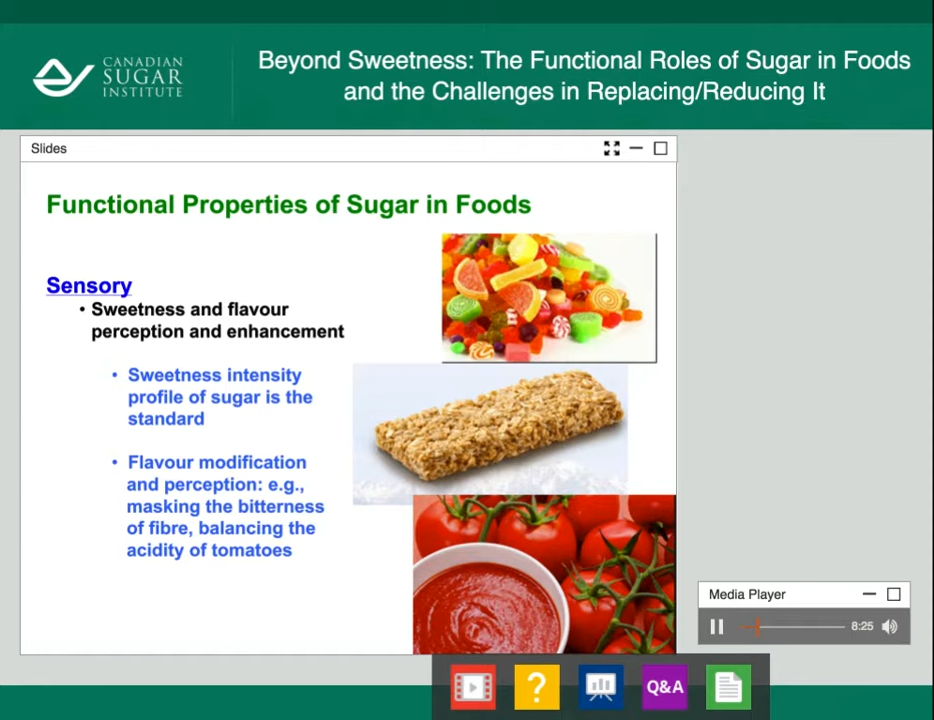 CANADIAN
SUGAR
INSTITUTE
Beyond Sweetness: The Functional Roles of Sugar in Foods
and the Challenges in Replacing/Reducing It
Slides
Functional Properties of Sugar in Foods
Sensory
• Sweetness and flavour
perception and enhancement
• Sweetness intensity
profile of sugar is the
standard
• Flavour modification
and perception: e.g.,
masking the bitterness
of fibre, balancing the
acidity of tomatoes
Media Player
8:25
?
Q&A